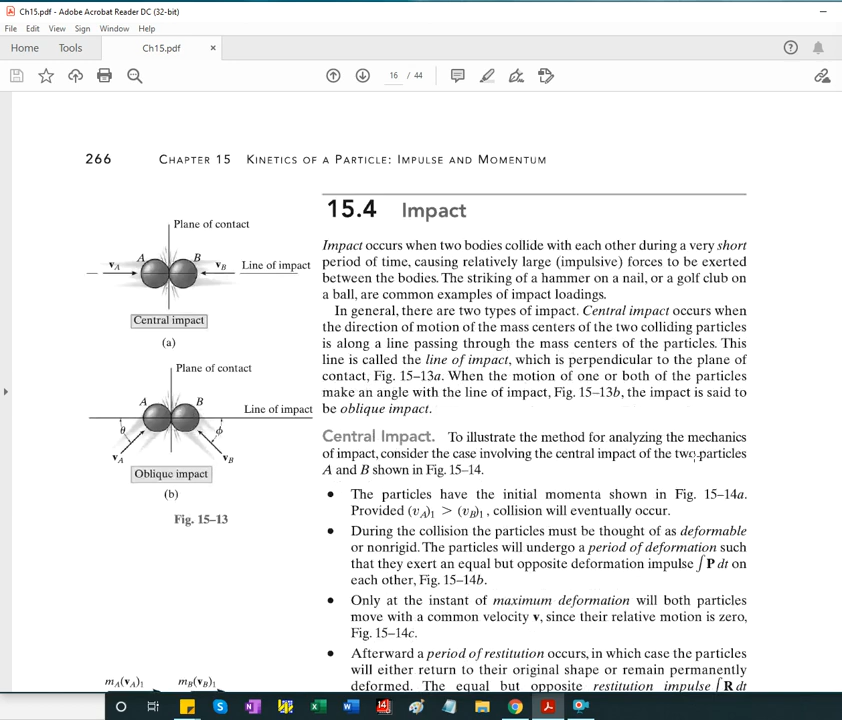 Ch15.pdf - Adobe Acrobat Reader DC (32-bit)
File Edit View Sign Window Help
Home Tools Ch15.pdf ×
16 / 44
266 CHAPTER 15 KINETICS OF A PARTICLE: IMPULSE AND MOMENTUM
Plane of contact
A B
v_A v_B Line of impact
Central impact
(a)
Plane of contact
A B
Line of impact
θ ϕ
v_A v_B
Oblique impact
(b)
Fig. 15–13
m_A(v_A)₁ m_B(v_B)₁
15.4 Impact
Impact occurs when two bodies collide with each other during a very short
period of time, causing relatively large (impulsive) forces to be exerted
between the bodies. The striking of a hammer on a nail, or a golf club on
a ball, are common examples of impact loadings.
In general, there are two types of impact. Central impact occurs when
the direction of motion of the mass centers of the two colliding particles
is along a line passing through the mass centers of the particles. This
line is called the line of impact, which is perpendicular to the plane of
contact, Fig. 15–13a. When the motion of one or both of the particles
make an angle with the line of impact, Fig. 15–13b, the impact is said to
be oblique impact.
Central Impact. To illustrate the method for analyzing the mechanics
of impact, consider the case involving the central impact of the two particles
A and B shown in Fig. 15–14.
• The particles have the initial momenta shown in Fig. 15–14a.
Provided (v_A)₁ > (v_B)₁, collision will eventually occur.
• During the collision the particles must be thought of as deformable
or nonrigid. The particles will undergo a period of deformation such
that they exert an equal but opposite deformation impulse ∫P dt on
each other, Fig. 15–14b.
• Only at the instant of maximum deformation will both particles
move with a common velocity v, since their relative motion is zero,
Fig. 15–14c.
• Afterward a period of restitution occurs, in which case the particles
will either return to their original shape or remain permanently
deformed. The equal but opposite restitution impulse ∫R dt